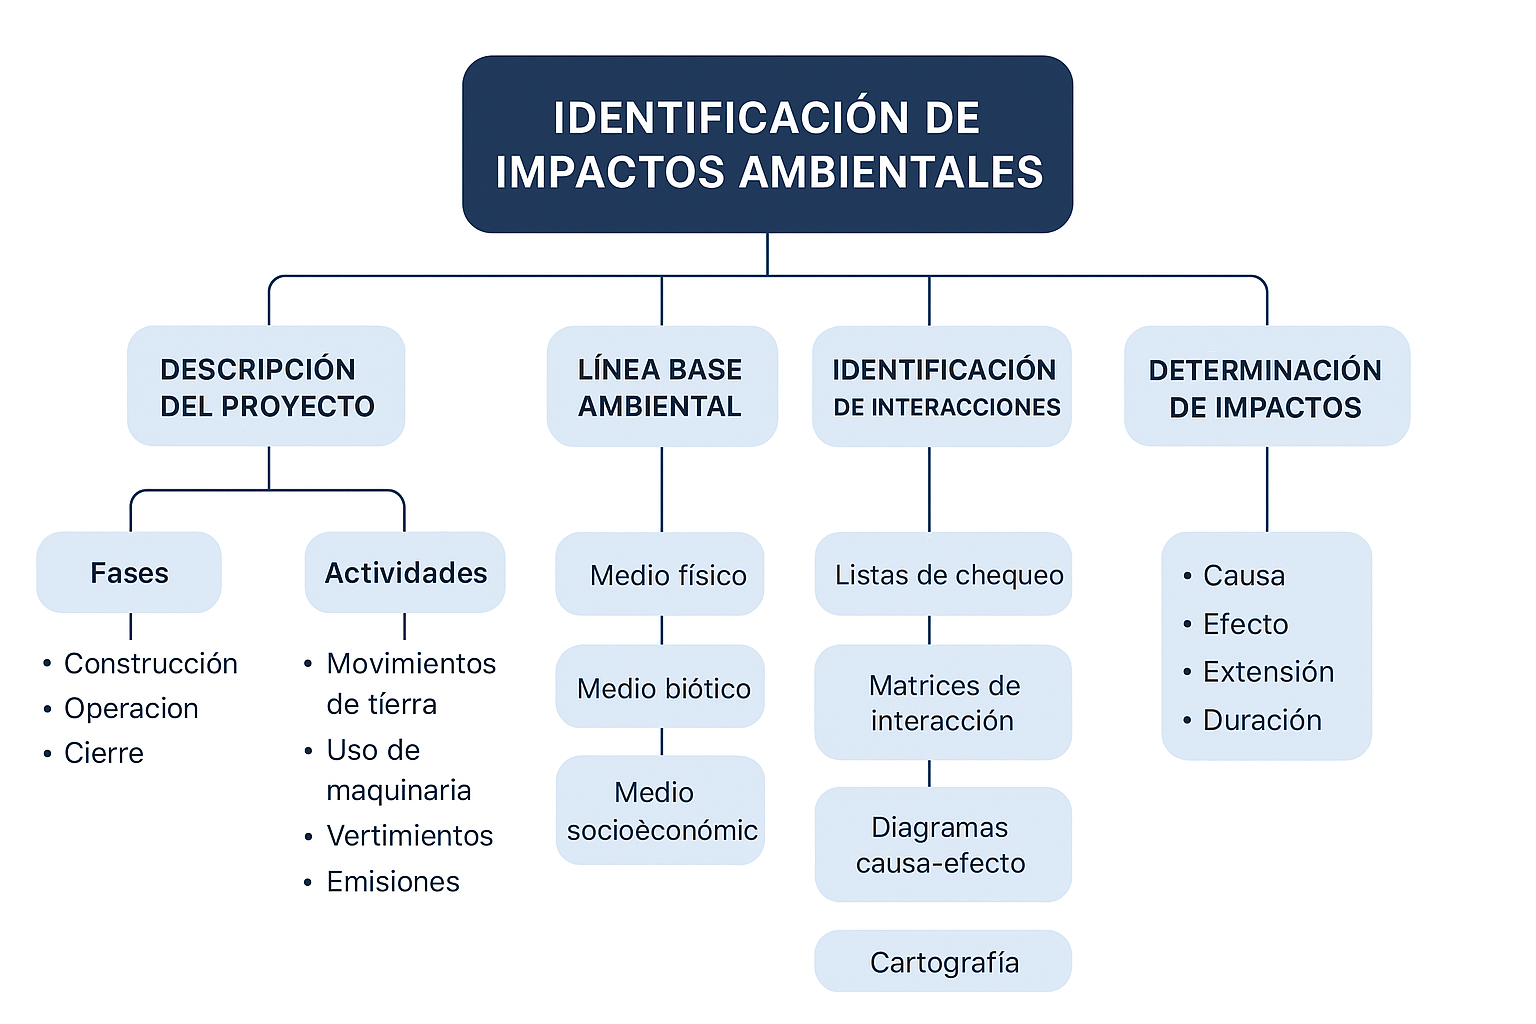 IDENTIFICACIÓN DE
IMPACTOS AMBIENTALES
DESCRIPCIÓN
DEL PROYECTO
Fases
• Construcción
• Operacion
• Cierre
Actividades
• Movimientos
de tíerra
• Uso de
maquinaria
• Vertimientos
• Emisiones
LÍNEA BASE
AMBIENTAL
Medio físico
Medio biótico
Medio
socioèconómic
IDENTIFICACIÓN
DE INTERACCIONES
Listas de chequeo
Matrices de
interacción
Diagramas
causa-efecto
Cartografía
DETERMINACIÓN
DE IMPACTOS
• Causa
• Efecto
• Extensión
• Duración